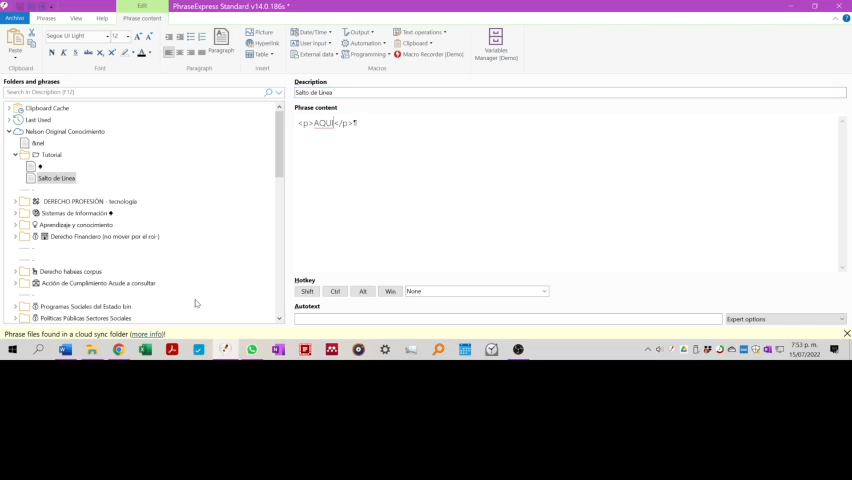 Edit
PhraseExpress Standard v14.0.186s *
Archivo Phrases View Help Phrase content
Paste
Clipboard
Segoe UI Light 12
N K S abc X X
Font
Paragraph
Paragraph
Picture
Hyperlink
Table
Insert
Date/Time Output Text operations
User Input Automation Clipboard
External data Programming Macro Recorder [Demo]
Macros
Variables
Manager [Demo]
Folders and phrases
Search in Description [F12]
Clipboard Cache
Last Used
Nelson Original Conocimiento
&nel
Tutorial
Salto de Linea
DERECHO PROFESIÓN - tecnología
Sistemas de Información
Aprendizaje y conocimiento
Derecho Financiero (no mover por el roi-)
Derecho habeas corpus
Acción de Cumplimiento Acude a consultar
Programas Sociales del Estado bin
Políticas Públicas Sectores Sociales
Description
Salto de Linea
Phrase content
<p>AQUI</p>¶
Hotkey
Shift Ctrl Alt Win None
Autotext
Expert options
Phrase files found in a cloud sync folder (more info)!
7:53 p. m.
15/07/2022